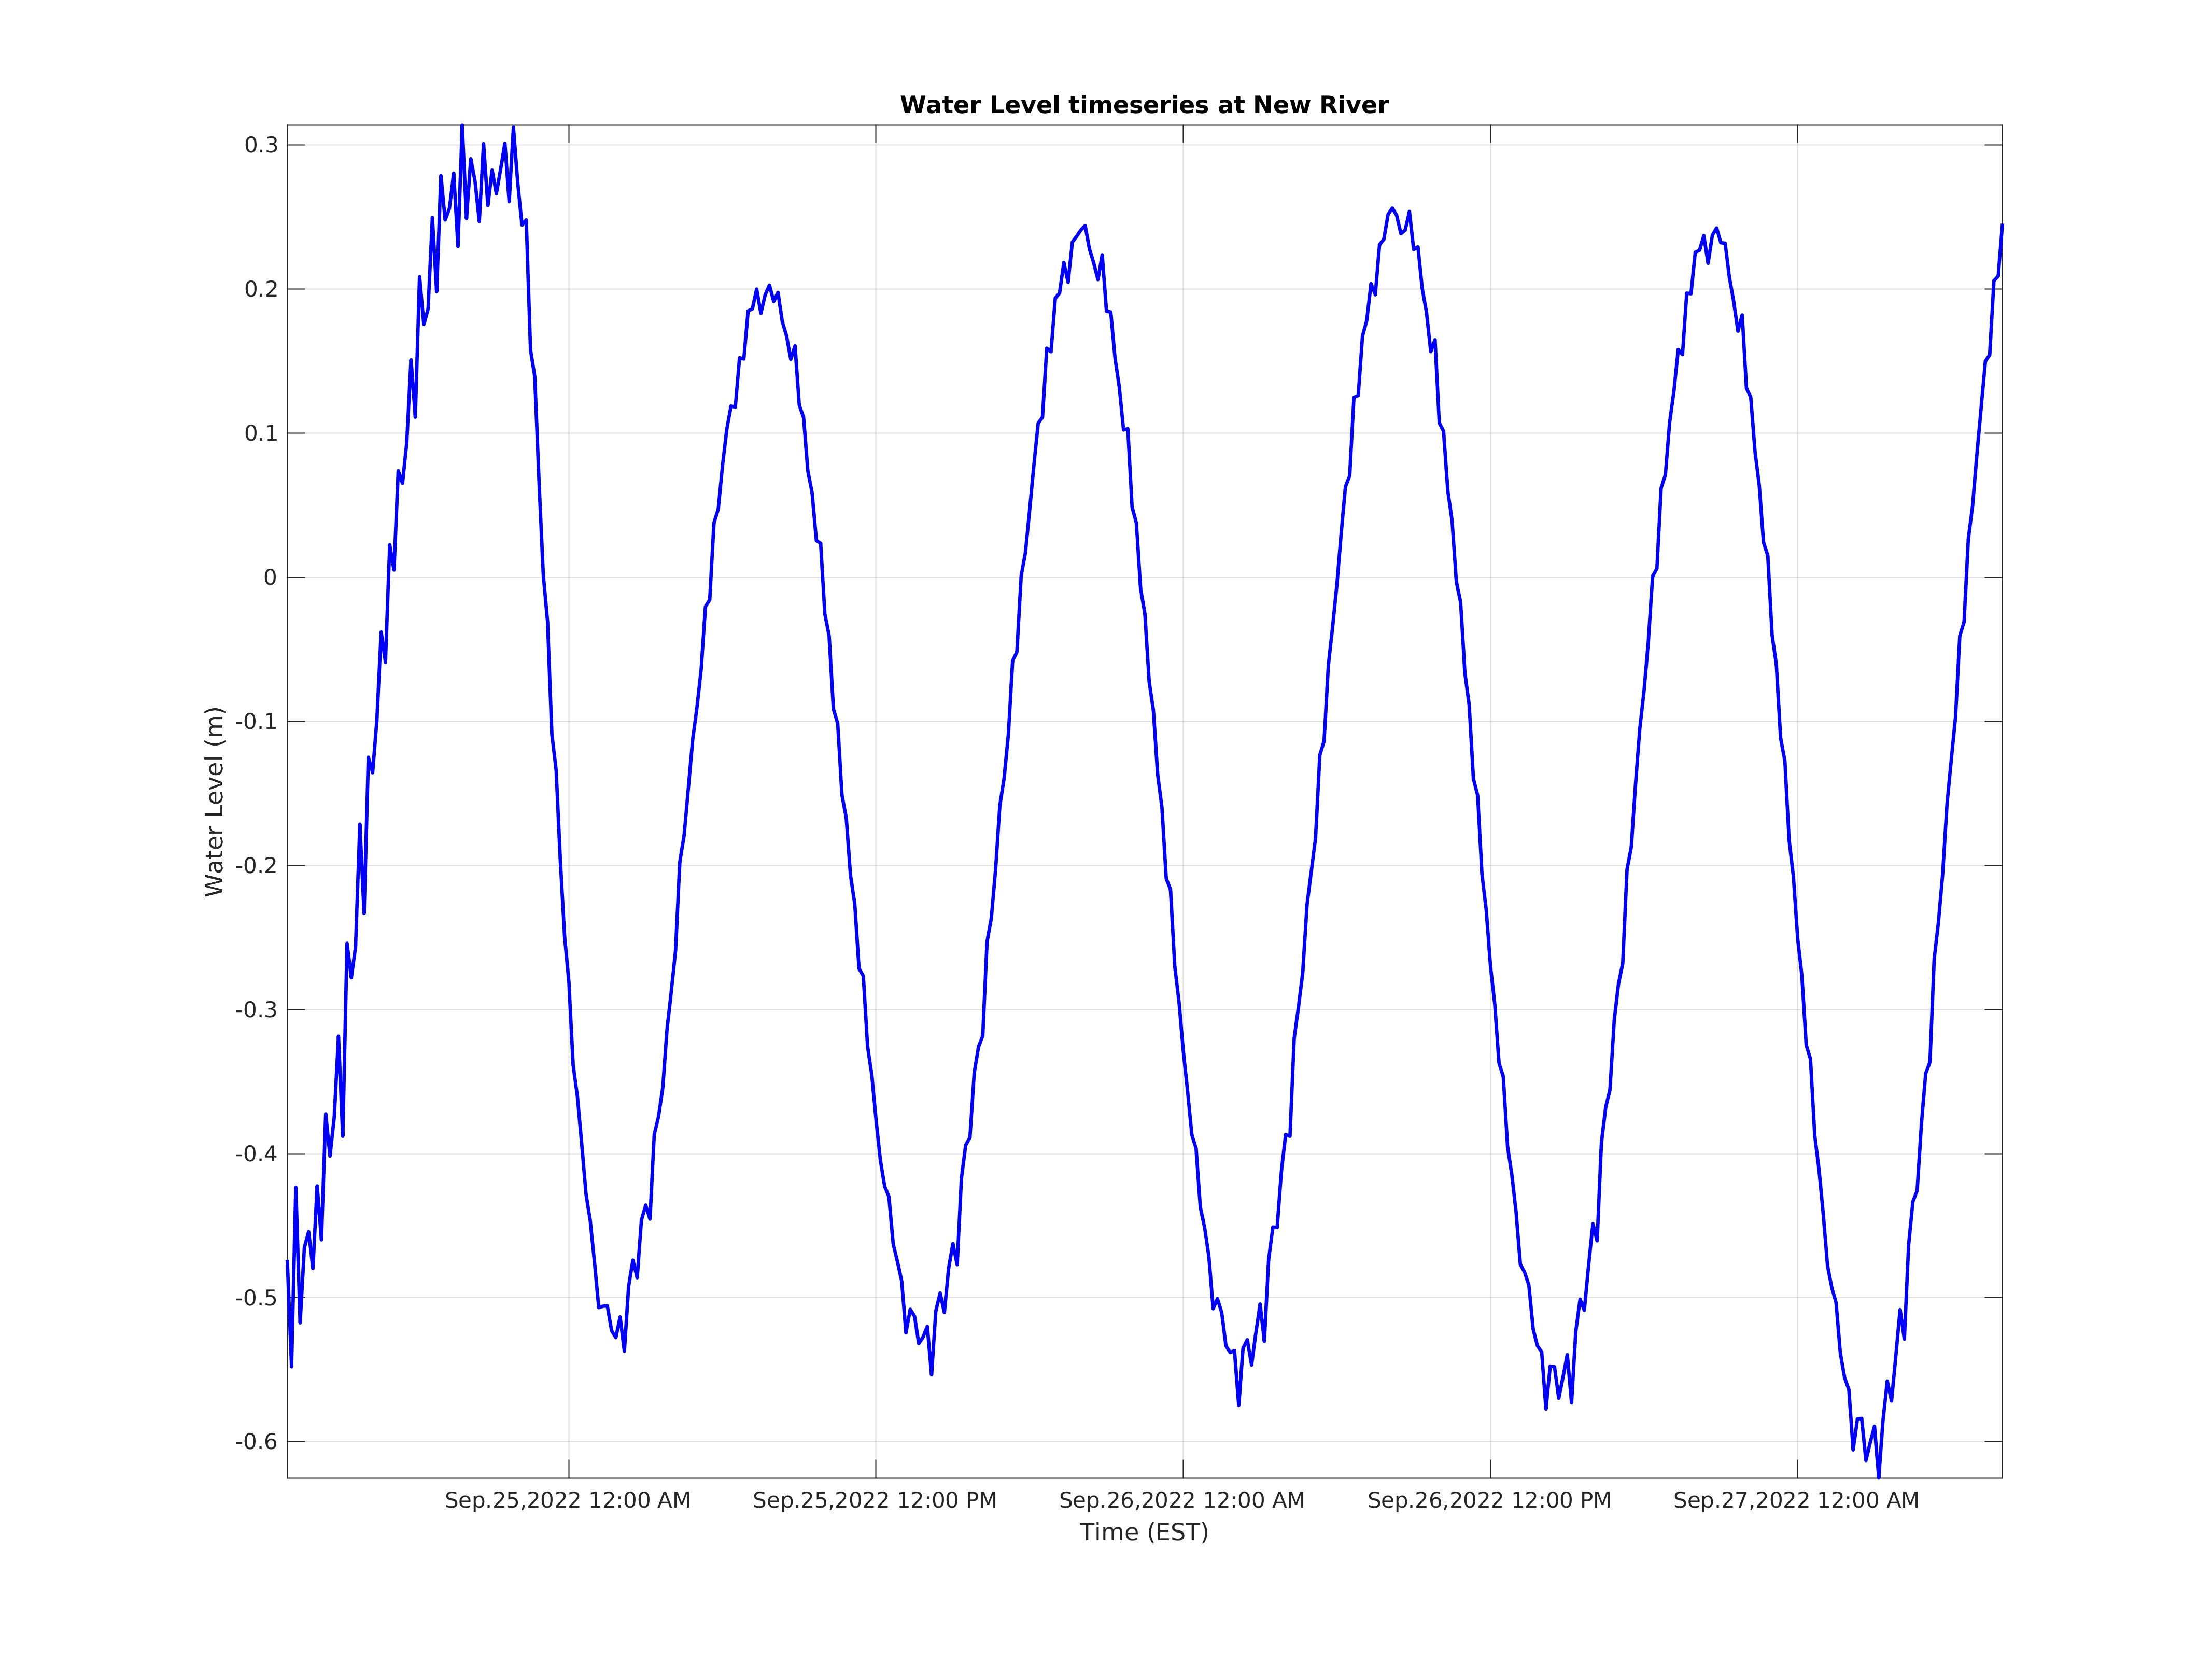 Water Level timeseries at New River
0.3
0.2
0.1
0
-0.1
-0.2
-0.3
-0.4
-0.5
-0.6
Water Level (m)
Sep.25,2022 12:00 AM Sep.25,2022 12:00 PM Sep.26,2022 12:00 AM Sep.26,2022 12:00 PM Sep.27,2022 12:00 AM
Time (EST)